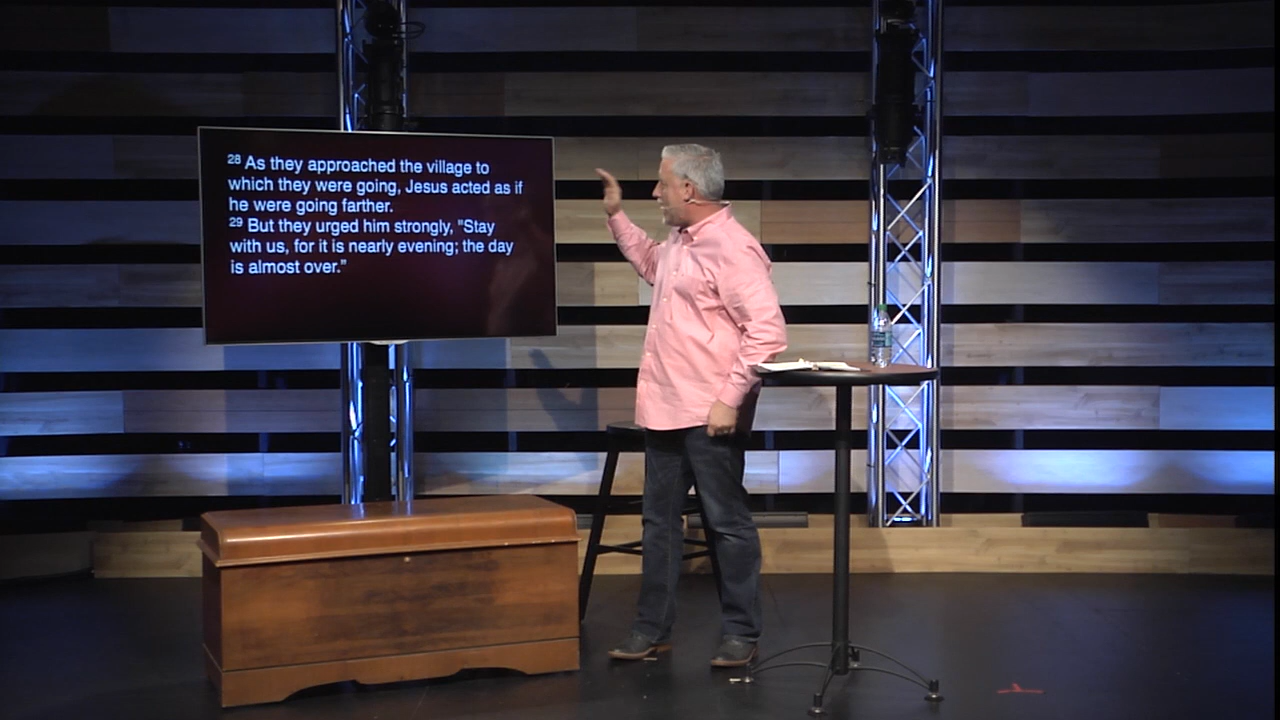 28 As they approached the village to
which they were going, Jesus acted as if
he were going farther.
29 But they urged him strongly, "Stay
with us, for it is nearly evening; the day
is almost over.”